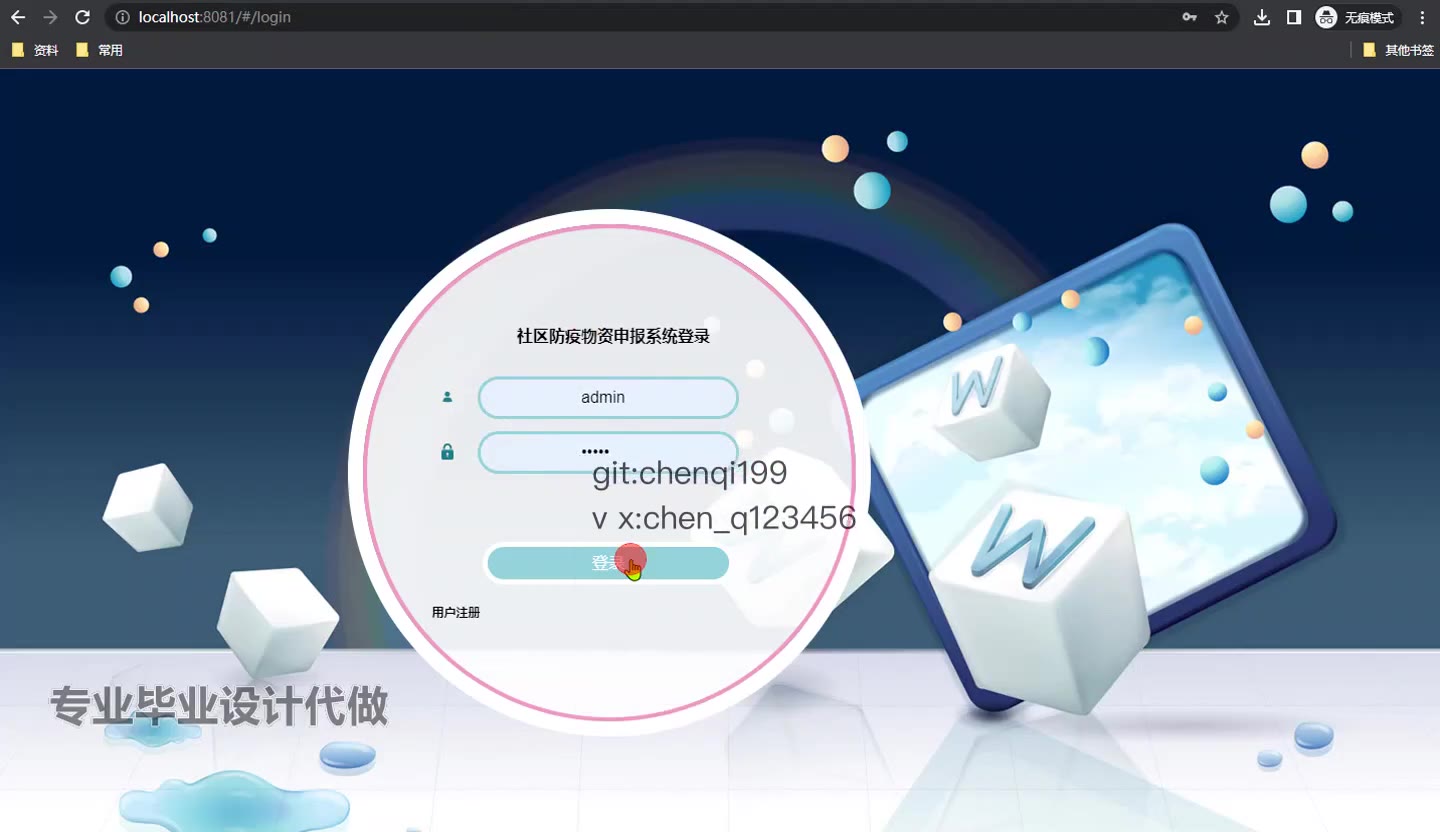 localhost:8081/#/login
无痕模式
资料
常用
其他书签
社区防疫物资申报系统登录
admin
•••••
git:chenqi199
v x:chen_q123456
登录
用户注册
专业毕业设计代做
W
W